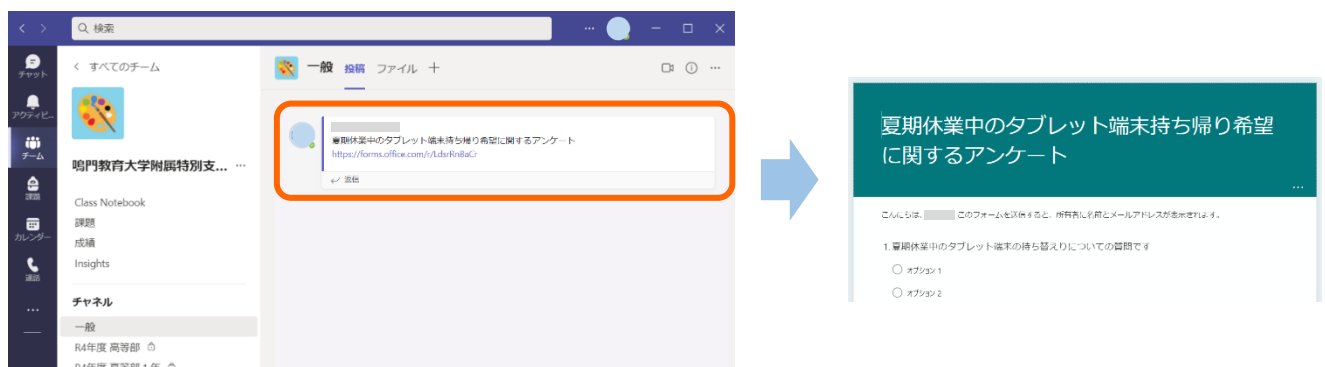 検索
チャット
アクティビ...
チーム
課題
カレンダー
通話
すべてのチーム
鳴門教育大学附属特別支... ...
Class Notebook
課題
成績
Insights
チャネル
一般
R4年度 高等部
R4年度 高等部１年
一般 投稿 ファイル
夏期休業中のタブレット端末持ち帰り希望に関するアンケート
https://forms.office.com/r/LdsrRn8aCr
返信
夏期休業中のタブレット端末持ち帰り希望
に関するアンケート
こんにちは、 このフォームを送信すると、所有者に名前とメールアドレスが表示されます。
1.夏期休業中のタブレット端末の持ち替えりについての質問です
オプション 1
オプション 2